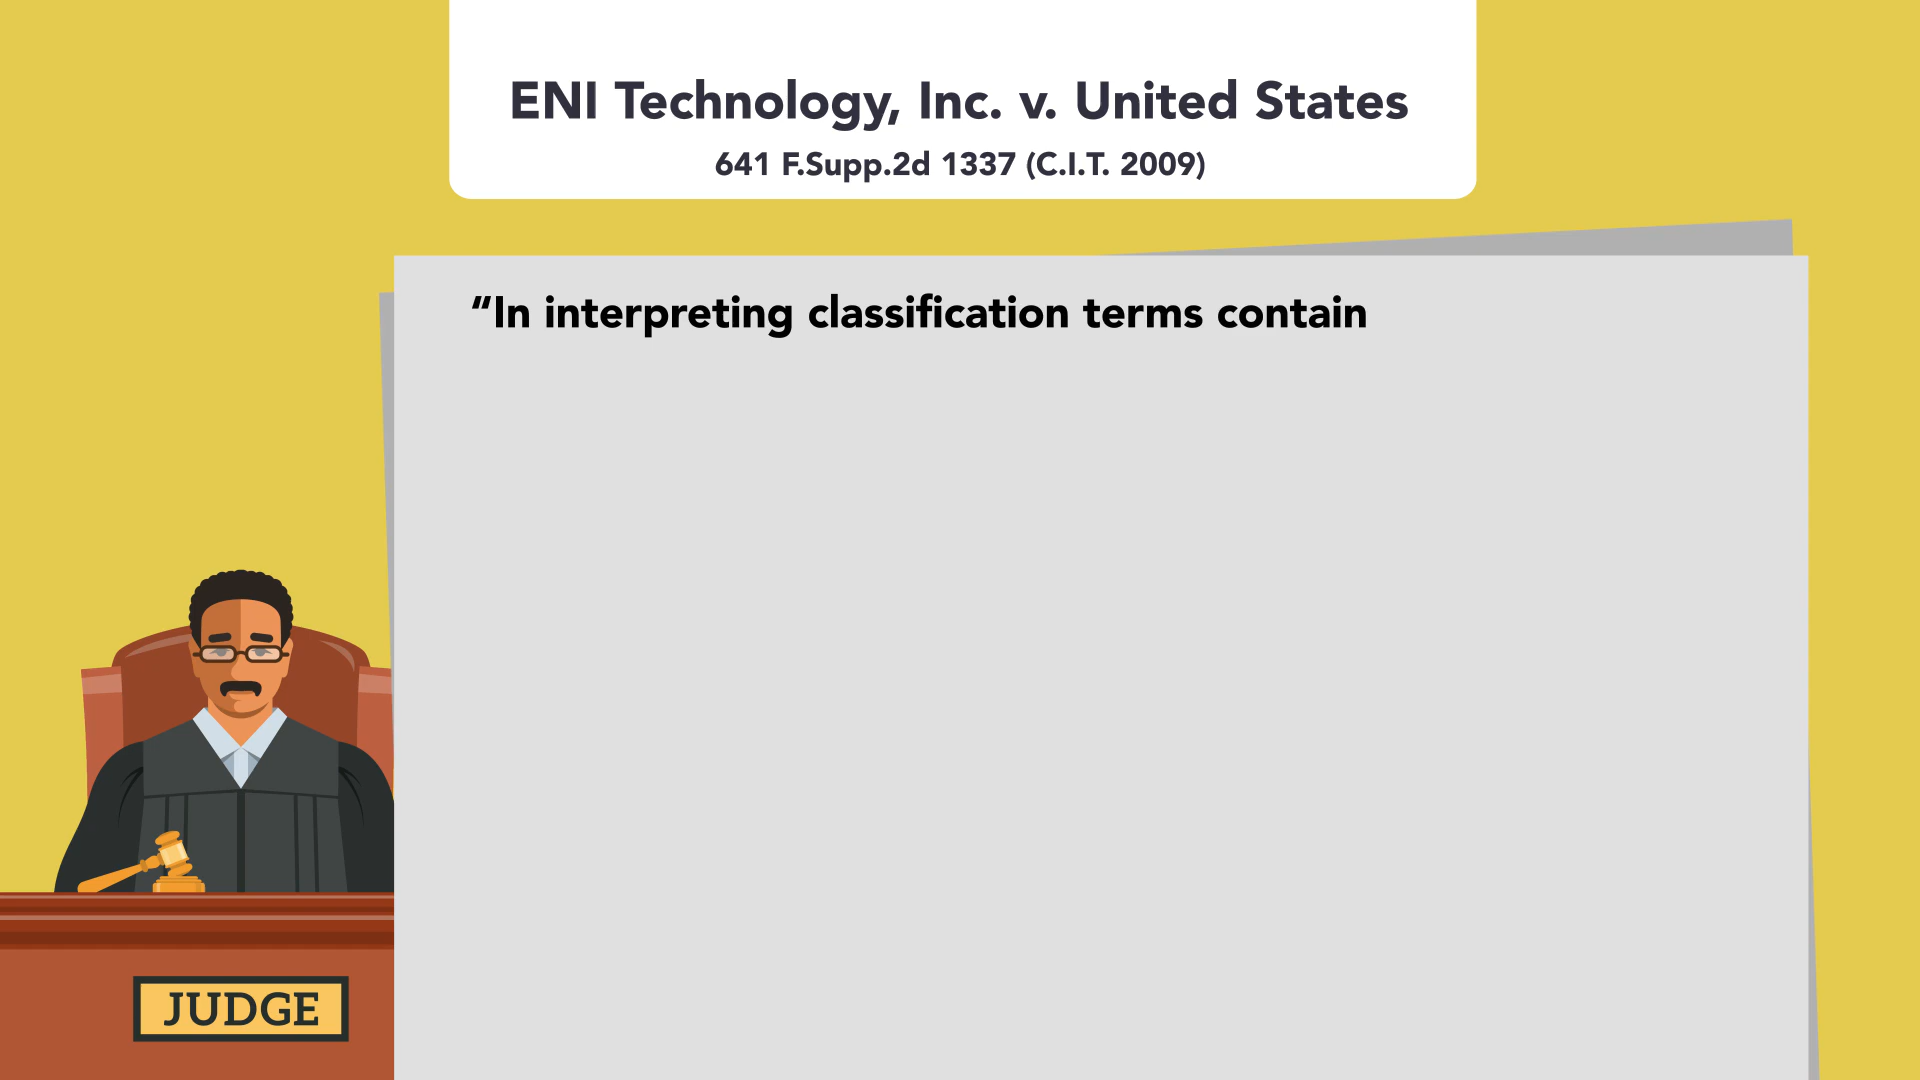 ENI Technology, Inc. v. United States
641 F.Supp.2d 1337 (C.I.T. 2009)
“In interpreting classification terms contain
JUDGE